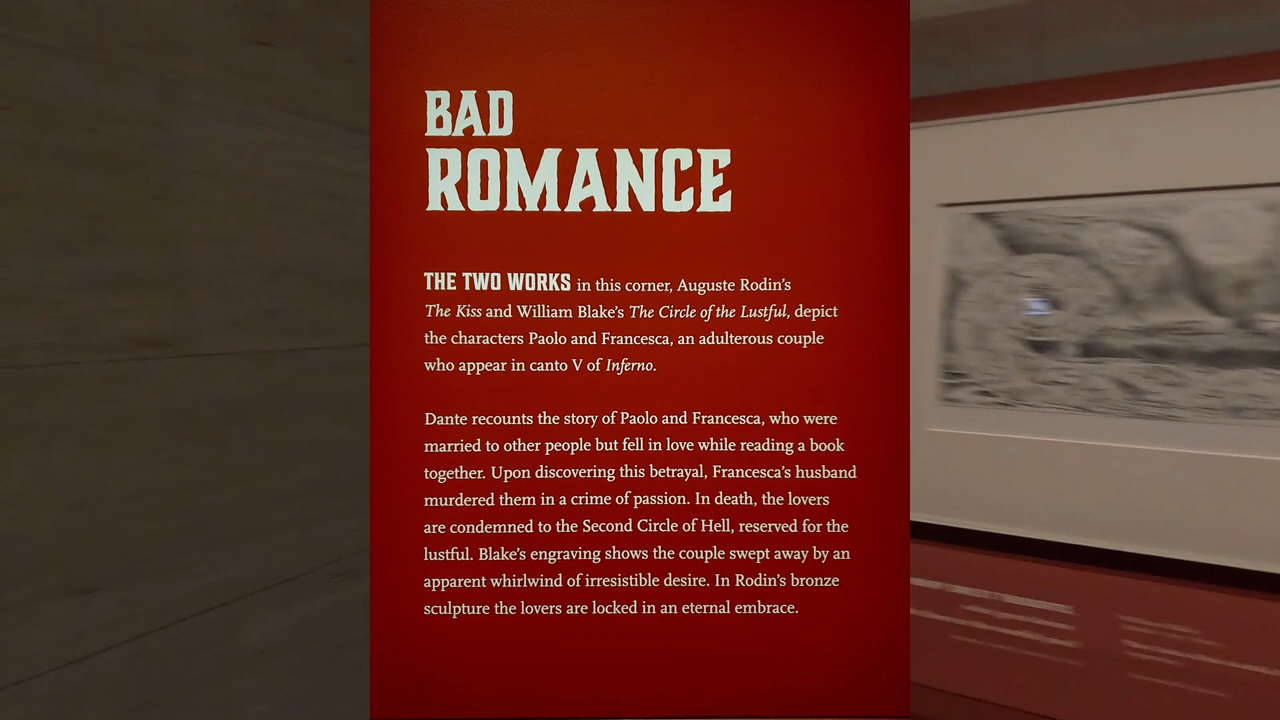 BAD
ROMANCE
THE TWO WORKS in this corner, Auguste Rodin's
The Kiss and William Blake's The Circle of the Lustful, depict
the characters Paolo and Francesca, an adulterous couple
who appear in canto V of Inferno.
Dante recounts the story of Paolo and Francesca, who were
married to other people but fell in love while reading a book
together. Upon discovering this betrayal, Francesca's husband
murdered them in a crime of passion. In death, the lovers
are condemned to the Second Circle of Hell, reserved for the
lustful. Blake's engraving shows the couple swept away by an
apparent whirlwind of irresistible desire. In Rodin's bronze
sculpture the lovers are locked in an eternal embrace.